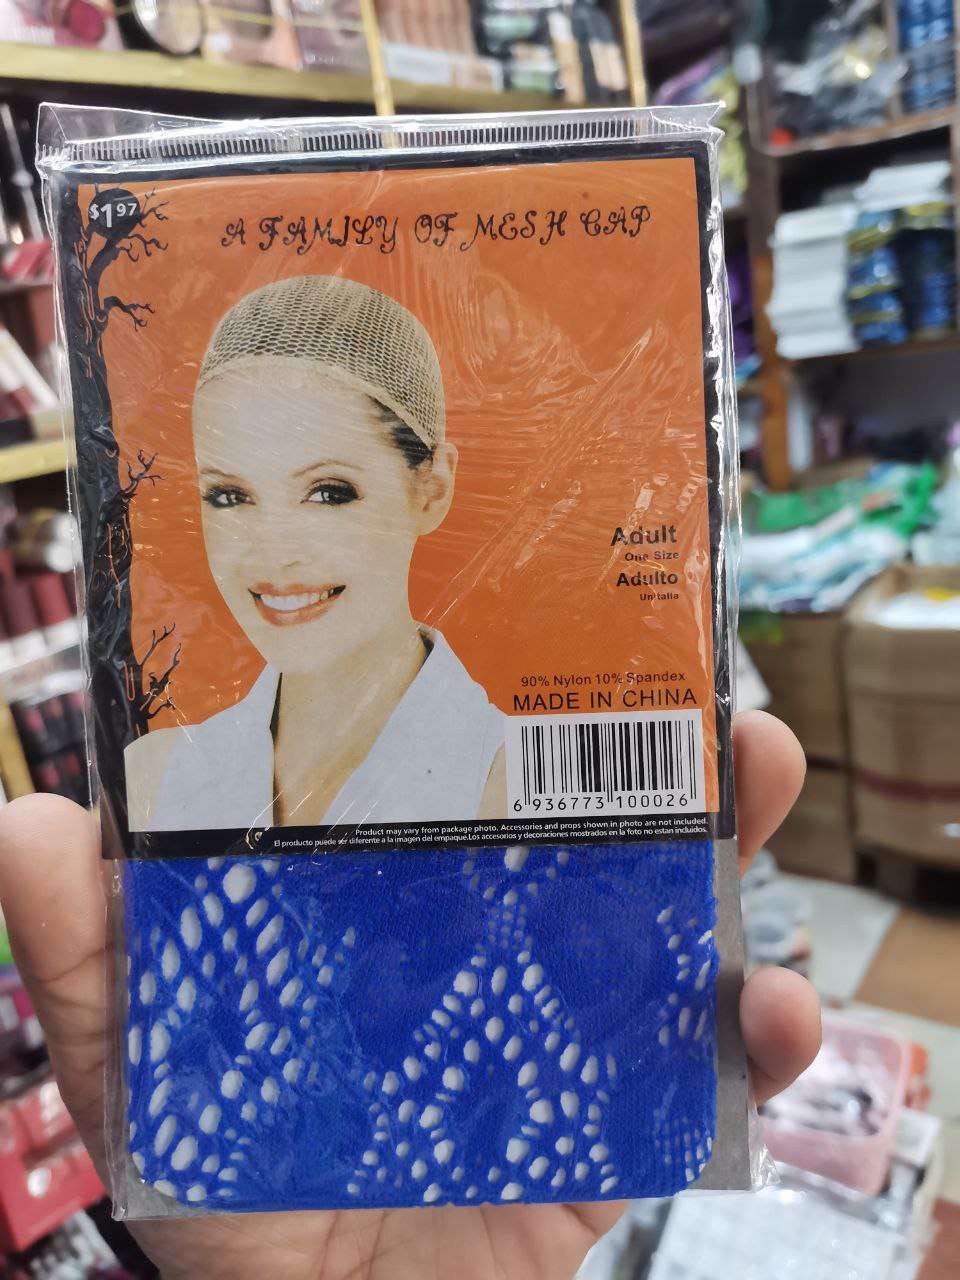 $1.97
A FAMILY OF MESH CAP
Adult
One Size
Adulto
Unitalla
90% Nylon 10% Spandex
MADE IN CHINA
6 936773 100026
Product may vary from package photo. Accessories and props shown in photo are not included.
El producto puede ser diferente a la imagen del empaque.Los accesorios y decoraciones mostrados en la foto no estan incluidos.